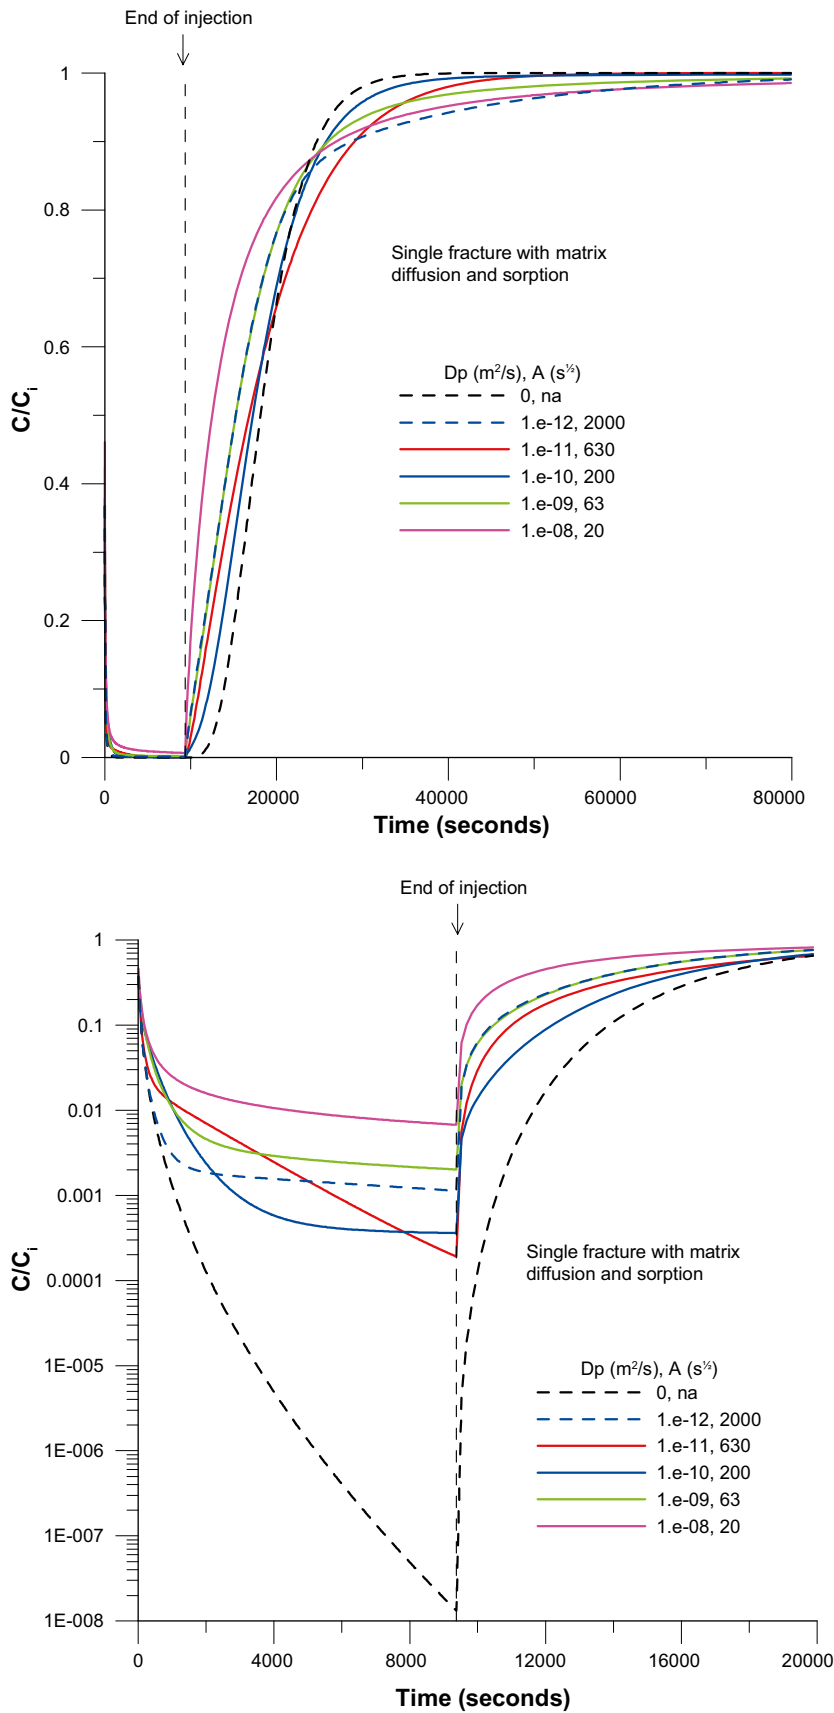 End of injection
1
0.8
0.6
0.4
0.2
0
C/Cᵢ
Single fracture with matrix
diffusion and sorption
Dp (m²/s), A (s½)
0, na
1.e-12, 2000
1.e-11, 630
1.e-10, 200
1.e-09, 63
1.e-08, 20
0 20000 40000 60000 80000
Time (seconds)
End of injection
1
0.1
0.01
0.001
0.0001
1E-005
1E-006
1E-007
1E-008
C/Cᵢ
Single fracture with matrix
diffusion and sorption
Dp (m²/s), A (s½)
0, na
1.e-12, 2000
1.e-11, 630
1.e-10, 200
1.e-09, 63
1.e-08, 20
0 4000 8000 12000 16000 20000
Time (seconds)